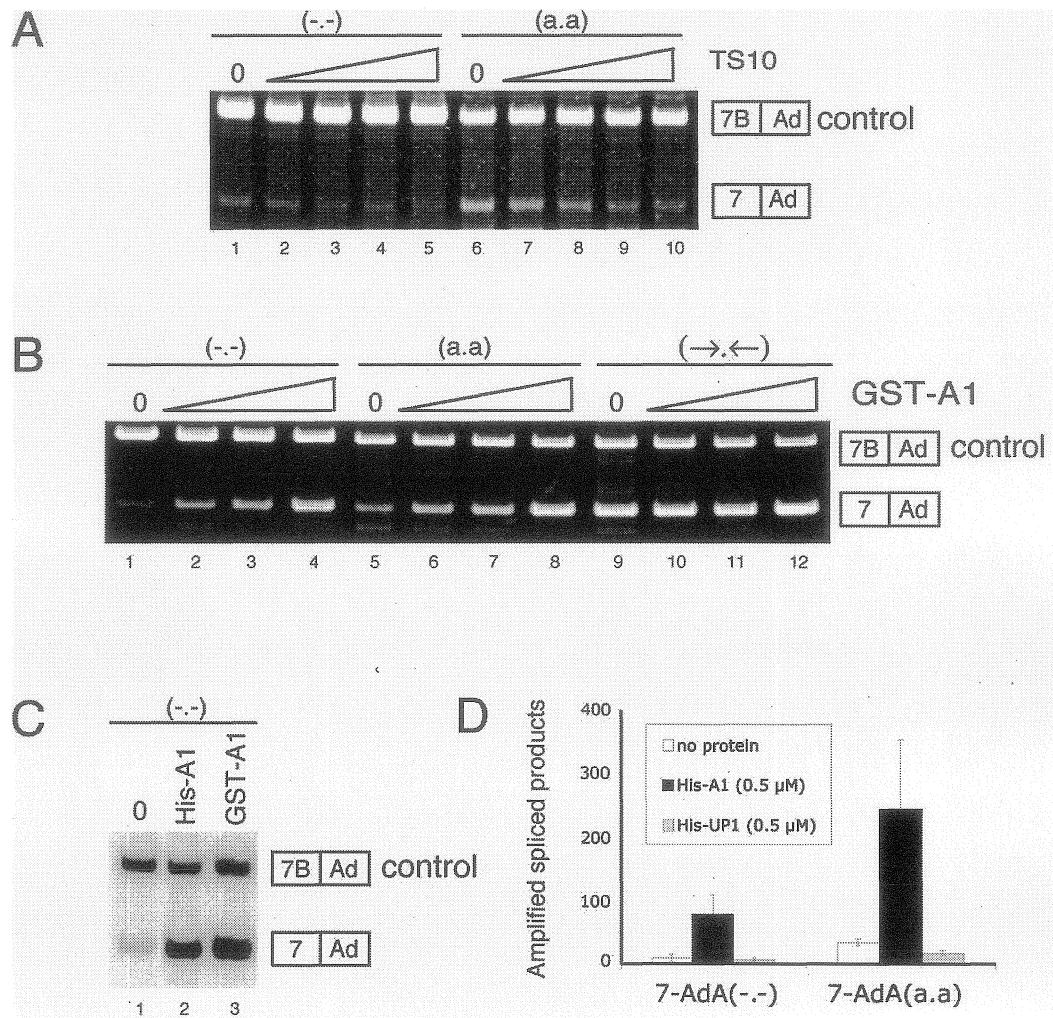 A
(-.-) (a.a)
0 0 TS10
7B Ad control
7 Ad
1 2 3 4 5 6 7 8 9 10
B
(-.-) (a.a) (→.←)
0 0 0 GST-A1
7B Ad control
7 Ad
1 2 3 4 5 6 7 8 9 10 11 12
C
(-.-)
0 His-A1 GST-A1
7B Ad control
7 Ad
1 2 3
D
Amplified spliced products
400
300
200
100
0
no protein
His-A1 (0.5 µM)
His-UP1 (0.5 µM)
7-AdA(-.-) 7-AdA(a.a)